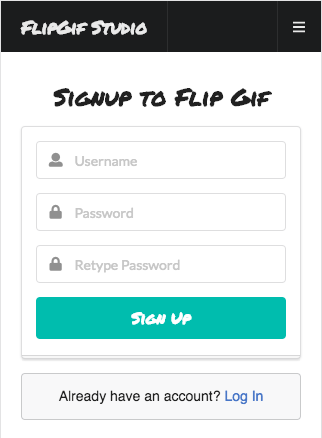 FlipGif Studio
Signup to Flip Gif
Username
Password
Retype Password
Sign Up
Already have an account? Log In